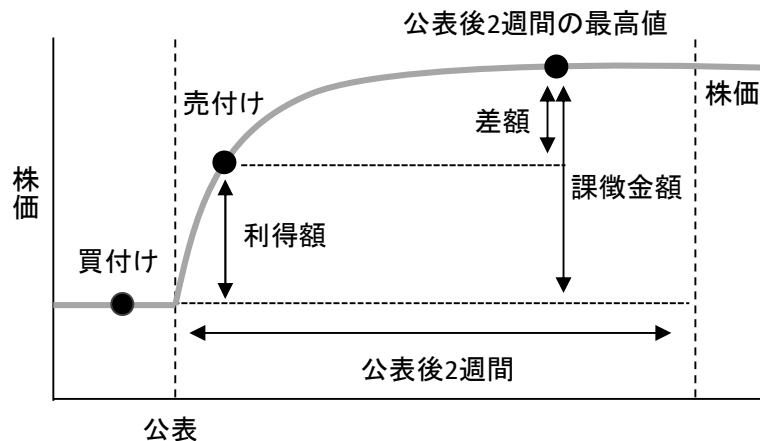 公表後2週間の最高値
売付け
株価
差額
株価
課徴金額
利得額
買付け
公表後2週間
公表